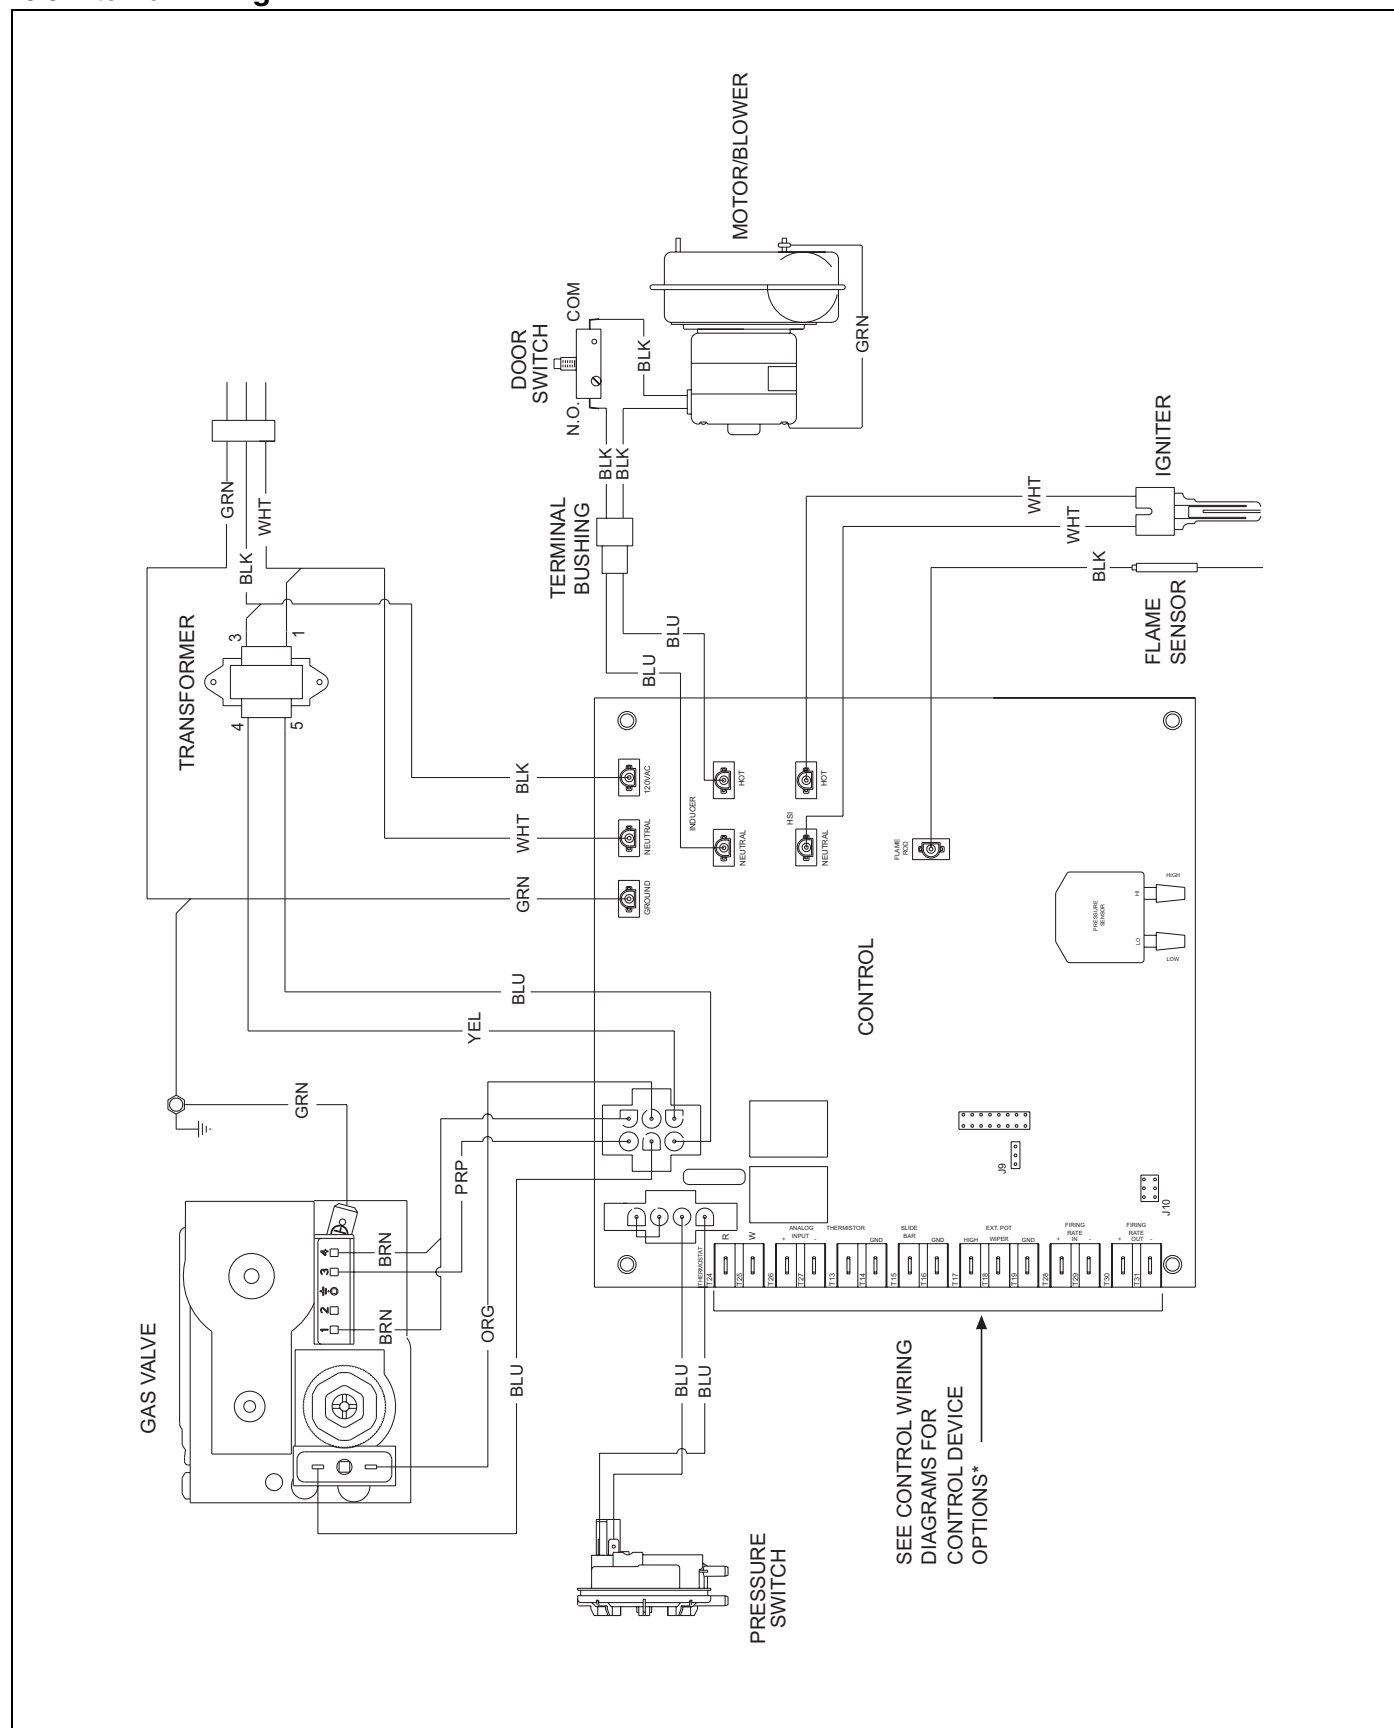 MOTOR/BLOWER
COM
DOOR
SWITCH
N.O.
BLK
GRN
BLK
BLK
TERMINAL
BUSHING
BLU
BLU
IGNITER
WHT
WHT
BLK
FLAME
SENSOR
GRN
BLK
WHT
TRANSFORMER
3
1
4
5
BLK
WHT
GRN
BLU
YEL
120VAC
NEUTRAL
GROUND
INDUCER
HOT
NEUTRAL
HSI
HOT
NEUTRAL
FLAME
ROD
PRESSURE
SENSOR
HI
LO
HIGH
LOW
CONTROL
GRN
PRP
BRN
BRN
ORG
BLU
GAS VALVE
4
3
2
1
J9
J10
THERMOSTAT
R
W
ANALOG
INPUT
+
-
THERMISTOR
GND
SLIDE
BAR
GND
EXT. POT
HIGH
WIPER
GND
FIRING
RATE
IN
+
-
FIRING
RATE
OUT
+
-
T24
T25
T26
T27
T13
T14
T15
T16
T17
T18
T19
T28
T29
T30
T31
BLU
BLU
PRESSURE
SWITCH
SEE CONTROL WIRING
DIAGRAMS FOR
CONTROL DEVICE
OPTIONS*